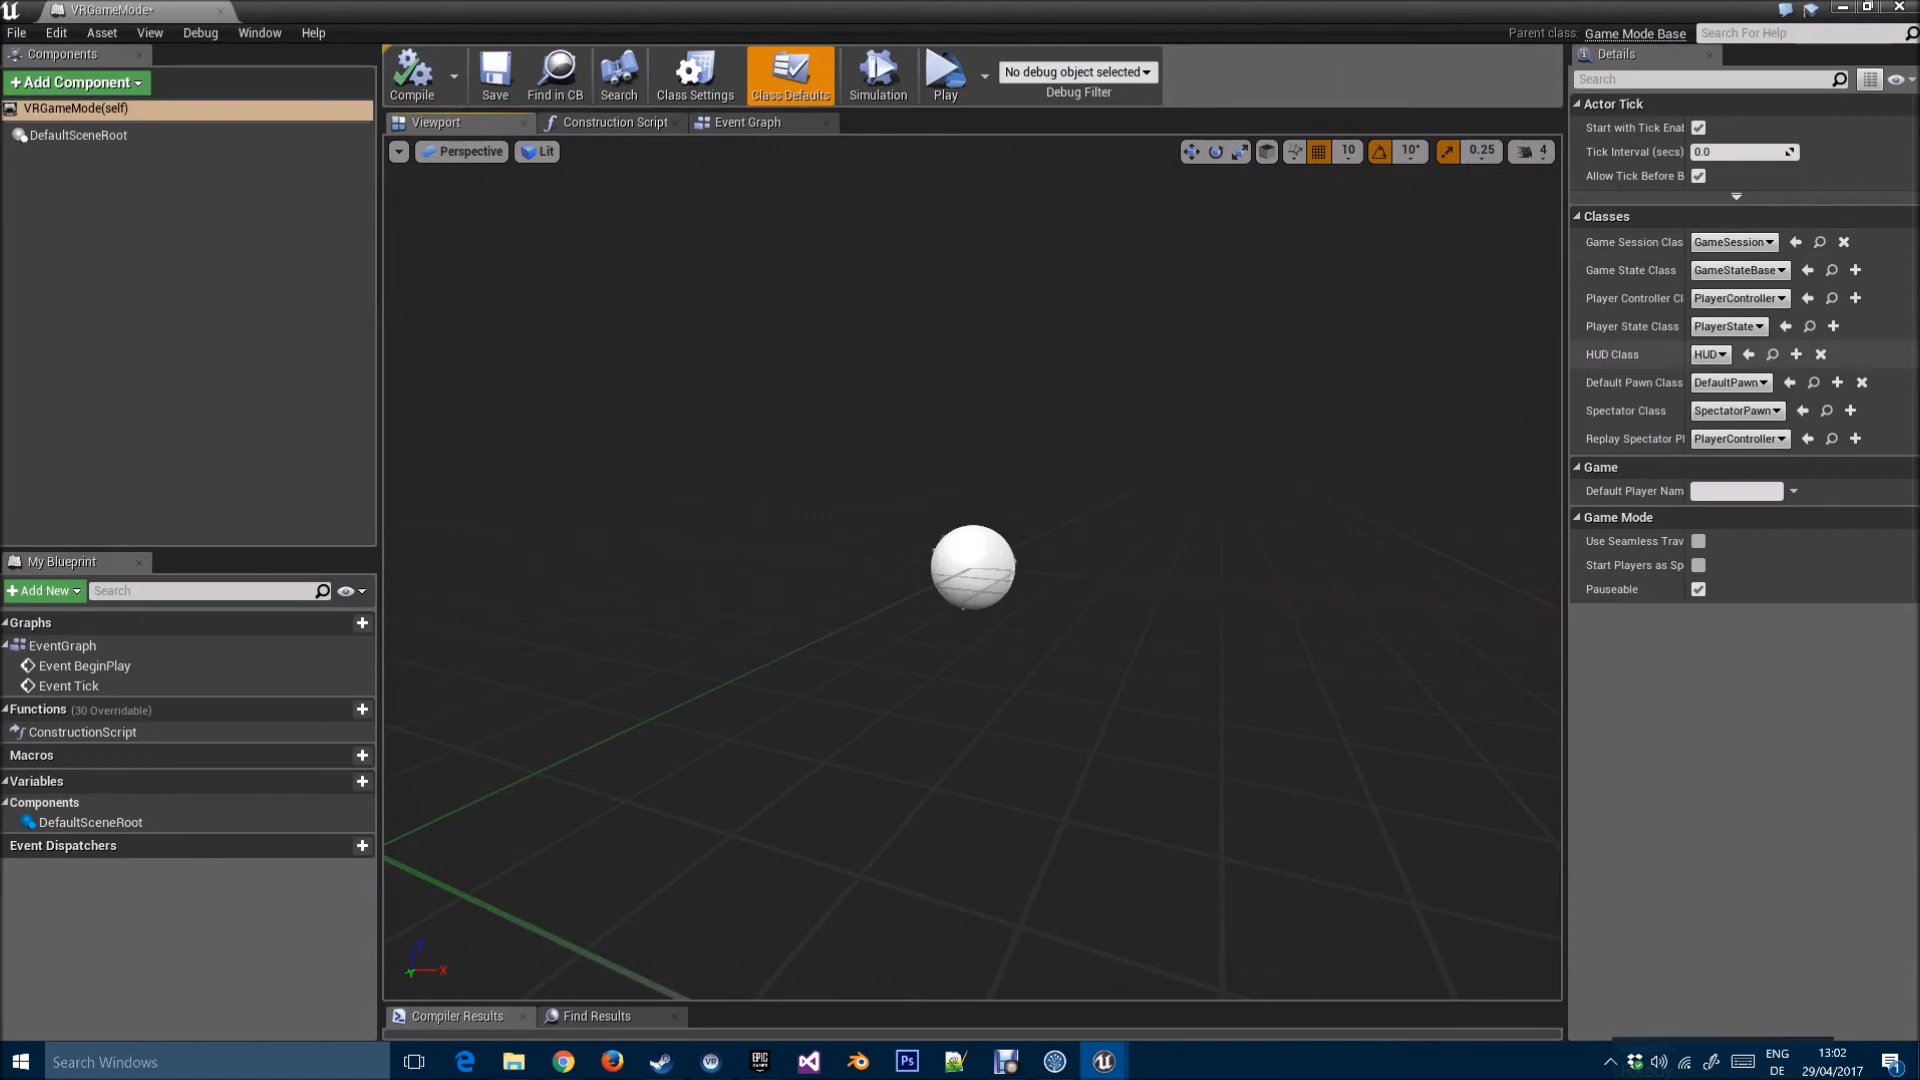 VRGameMode*
File Edit Asset View Debug Window Help
Parent class: Game Mode Base Search For Help
Components
+Add Component
VRGameMode(self)
DefaultSceneRoot
My Blueprint
+Add New Search
Graphs
EventGraph
Event BeginPlay
Event Tick
Functions (30 Overridable)
ConstructionScript
Macros
Variables
Components
DefaultSceneRoot
Event Dispatchers
Compile Save Find in CB Search Class Settings Class Defaults Simulation Play
No debug object selected
Debug Filter
Viewport Construction Script Event Graph
Perspective Lit 10 10° 0.25 4
Z
X
Y
Compiler Results Find Results
Details
Search
Actor Tick
Start with Tick Enab
Tick Interval (secs) 0.0
Allow Tick Before B
Classes
Game Session Clas GameSession
Game State Class GameStateBase
Player Controller Cl PlayerController
Player State Class PlayerState
HUD Class HUD
Default Pawn Class DefaultPawn
Spectator Class SpectatorPawn
Replay Spectator Pl PlayerController
Game
Default Player Nam
Game Mode
Use Seamless Trav
Start Players as Sp
Pauseable
Search Windows
VR
EPIC GAMES
Ps
ENG
DE
13:02
29/04/2017
1